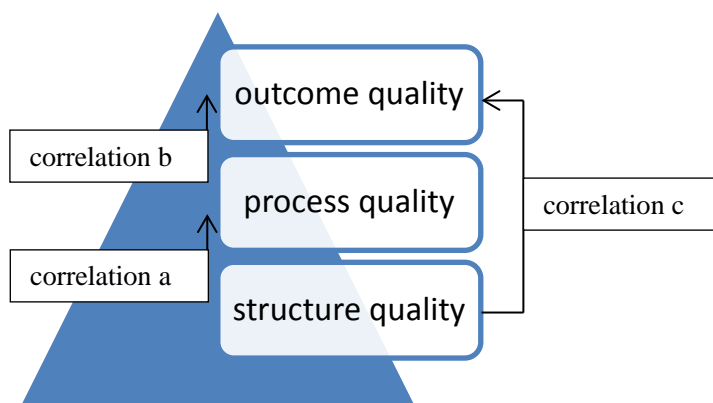 outcome quality
correlation b
process quality
correlation c
correlation a
structure quality